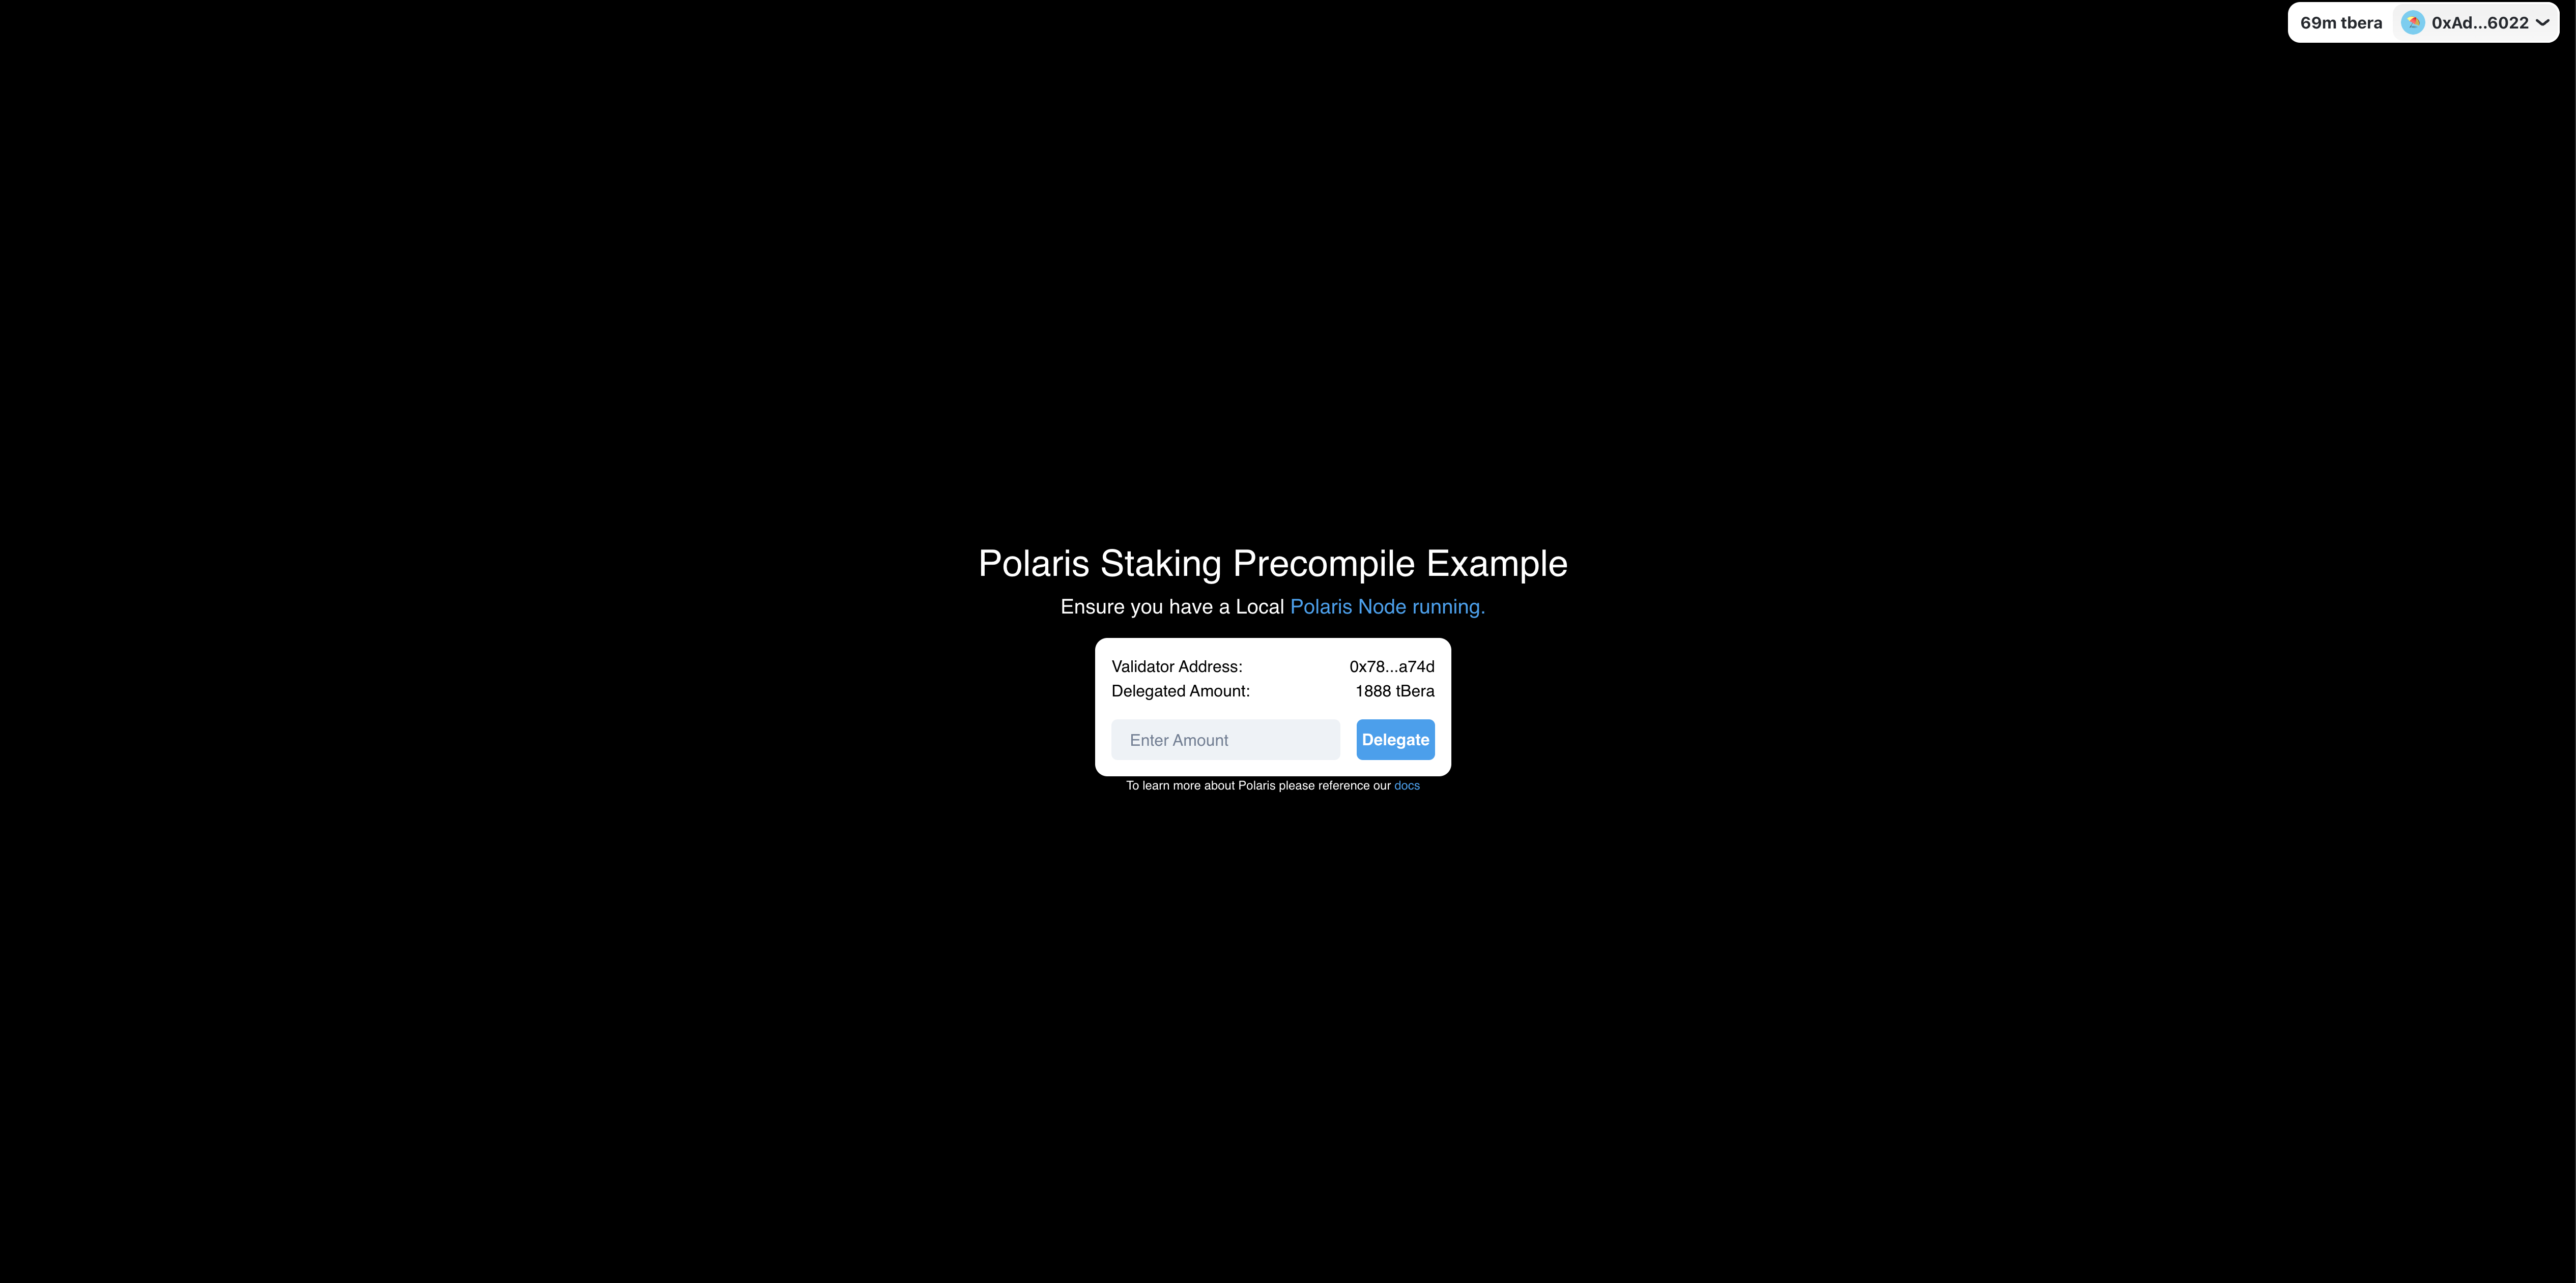 69m tbera 0xAd...6022
Polaris Staking Precompile Example
Ensure you have a Local Polaris Node running.
Validator Address: 0x78...a74d
Delegated Amount: 1888 tBera
Enter Amount Delegate
To learn more about Polaris please reference our docs